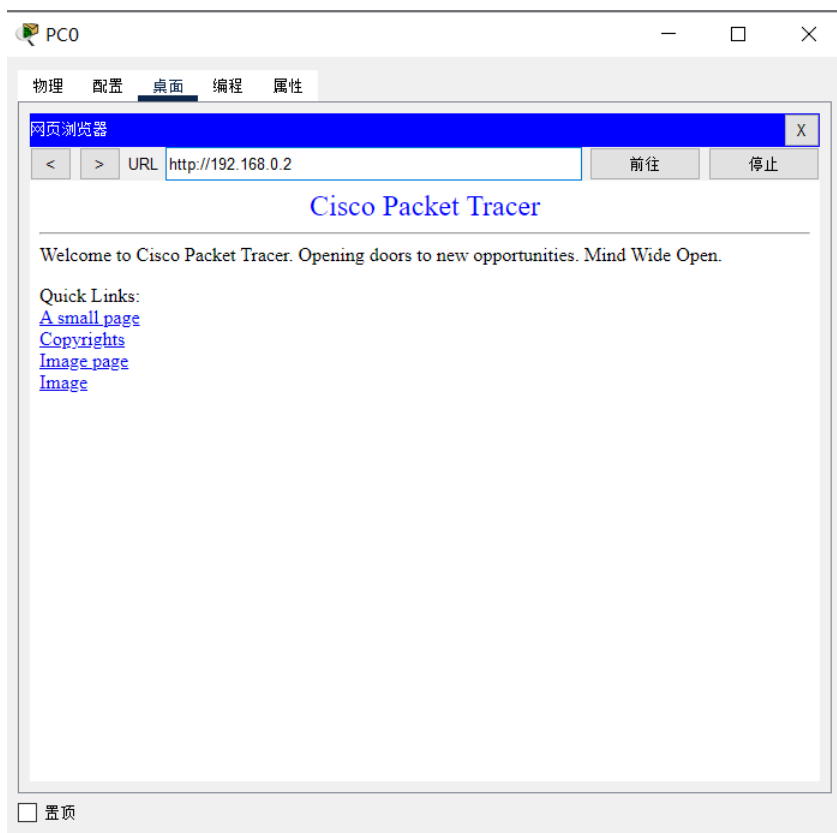 PC0
物理 配置 桌面 编程 属性
网页浏览器 X
< > URL http://192.168.0.2 前往 停止
Cisco Packet Tracer
Welcome to Cisco Packet Tracer. Opening doors to new opportunities. Mind Wide Open.
Quick Links:
A small page
Copyrights
Image page
Image
置顶